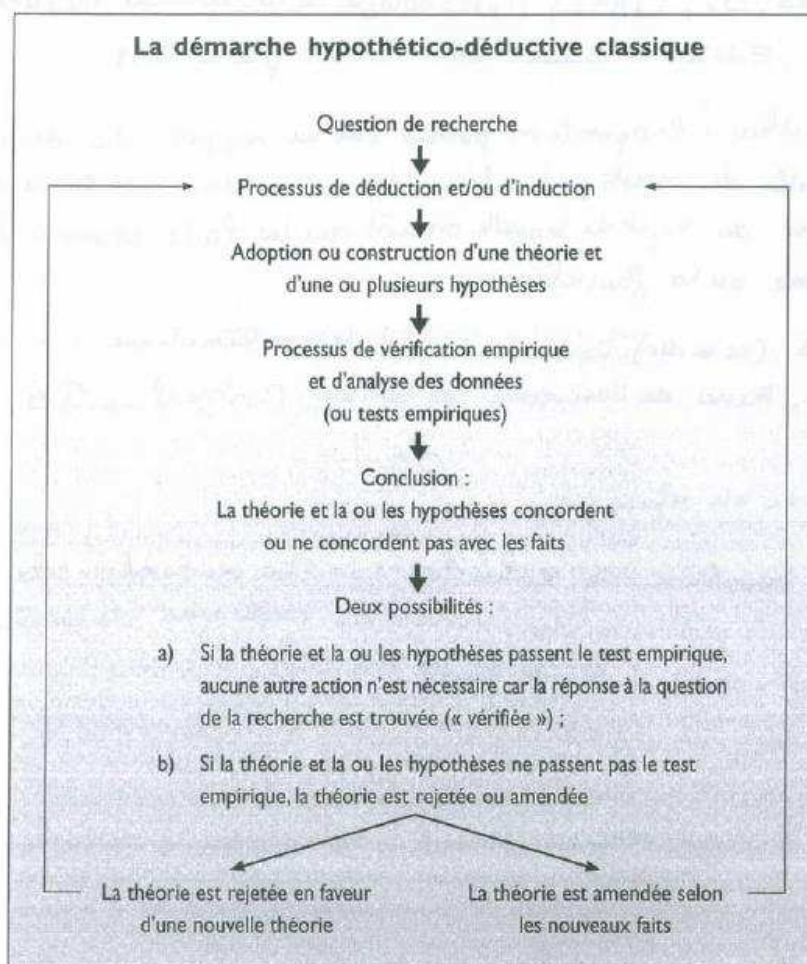 La démarche hypothético-déductive classique
Question de recherche
Processus de déduction et/ou d'induction
Adoption ou construction d'une théorie et
d'une ou plusieurs hypothèses
Processus de vérification empirique
et d'analyse des données
(ou tests empiriques)
Conclusion :
La théorie et la ou les hypothèses concordent
ou ne concordent pas avec les faits
Deux possibilités :
a) Si la théorie et la ou les hypothèses passent le test empirique,
aucune autre action n'est nécessaire car la réponse à la question
de la recherche est trouvée (« vérifiée ») ;
b) Si la théorie et la ou les hypothèses ne passent pas le test
empirique, la théorie est rejetée ou amendée
La théorie est rejetée en faveur
d'une nouvelle théorie
La théorie est amendée selon
les nouveaux faits